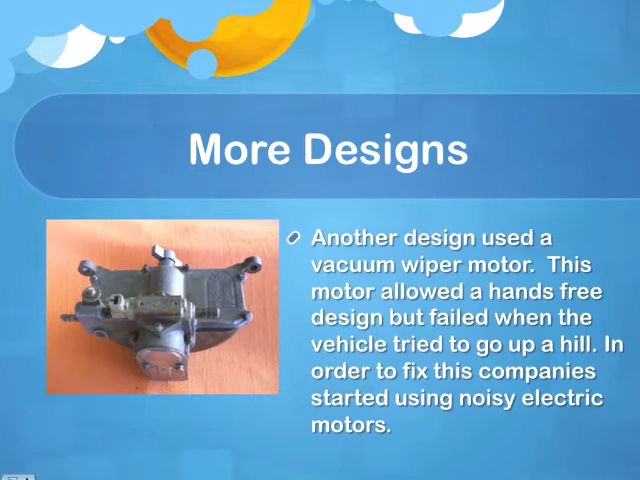 More Designs
Another design used a
vacuum wiper motor.  This
motor allowed a hands free
design but failed when the
vehicle tried to go up a hill. In
order to fix this companies
started using noisy electric
motors.